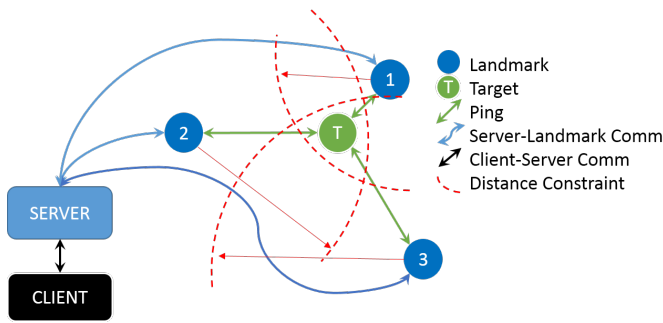 1
2
T
3
SERVER
CLIENT
Landmark
T
Target
Ping
Server-Landmark Comm
Client-Server Comm
Distance Constraint